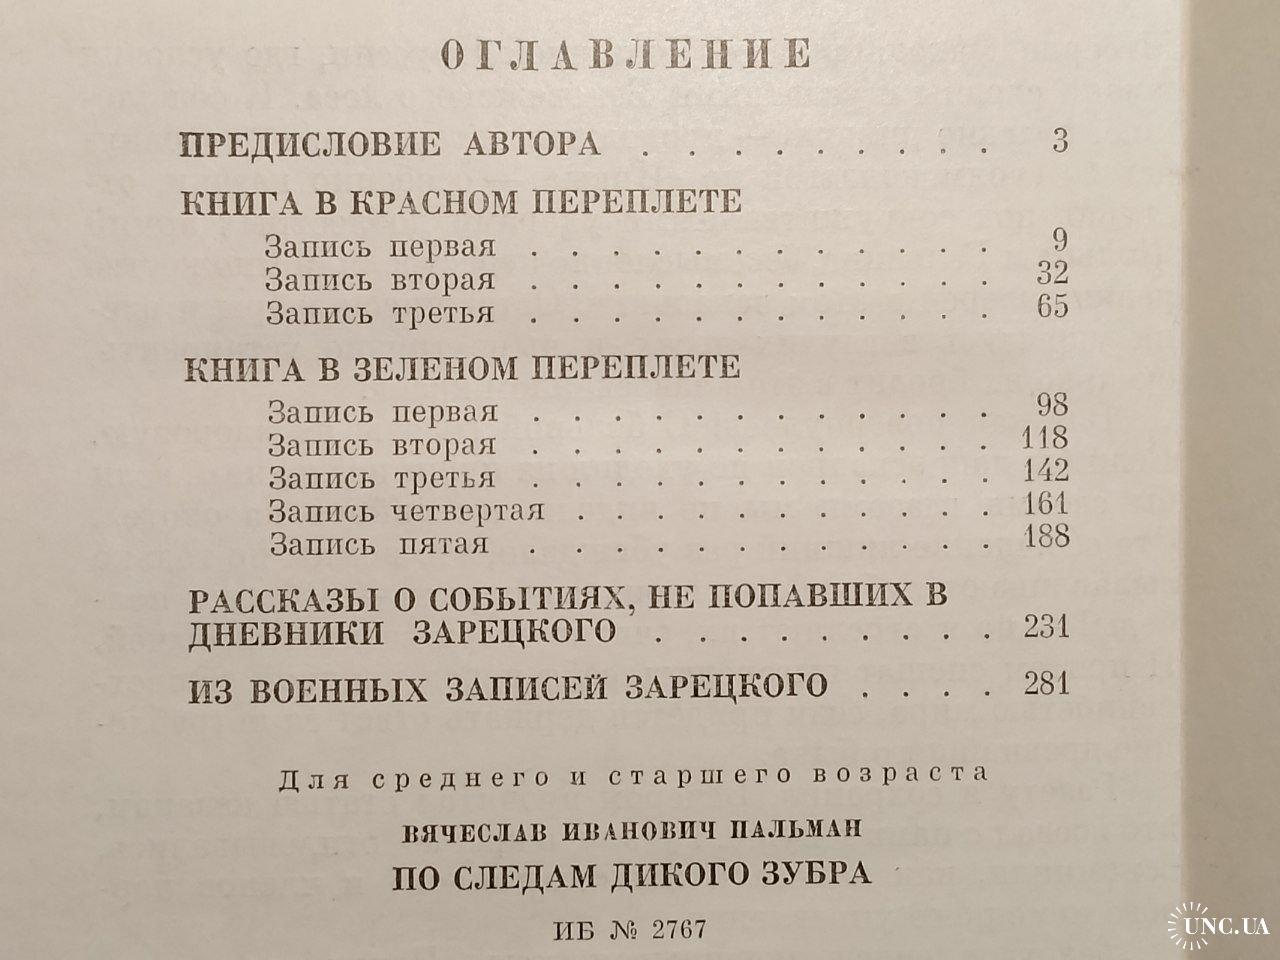 ОГЛАВЛЕНИЕ
ПРЕДИСЛОВИЕ АВТОРА . . . . . . . . . . 3
КНИГА В КРАСНОМ ПЕРЕПЛЕТЕ
Запись первая . . . . . . . . . . . . . 9
Запись вторая . . . . . . . . . . . . . 32
Запись третья . . . . . . . . . . . . . 65
КНИГА В ЗЕЛЕНОМ ПЕРЕПЛЕТЕ
Запись первая . . . . . . . . . . . . . 98
Запись вторая . . . . . . . . . . . . . 118
Запись третья . . . . . . . . . . . . . 142
Запись четвертая . . . . . . . . . . . 161
Запись пятая . . . . . . . . . . . . . 188
РАССКАЗЫ О СОБЫТИЯХ, НЕ ПОПАВШИХ В
ДНЕВНИКИ ЗАРЕЦКОГО . . . . . . . . . 231
ИЗ ВОЕННЫХ ЗАПИСЕЙ ЗАРЕЦКОГО . . . . 281
Для среднего и старшего возраста
ВЯЧЕСЛАВ ИВАНОВИЧ ПАЛЬМАН
ПО СЛЕДАМ ДИКОГО ЗУБРА
ИБ № 2767
UNC.UA